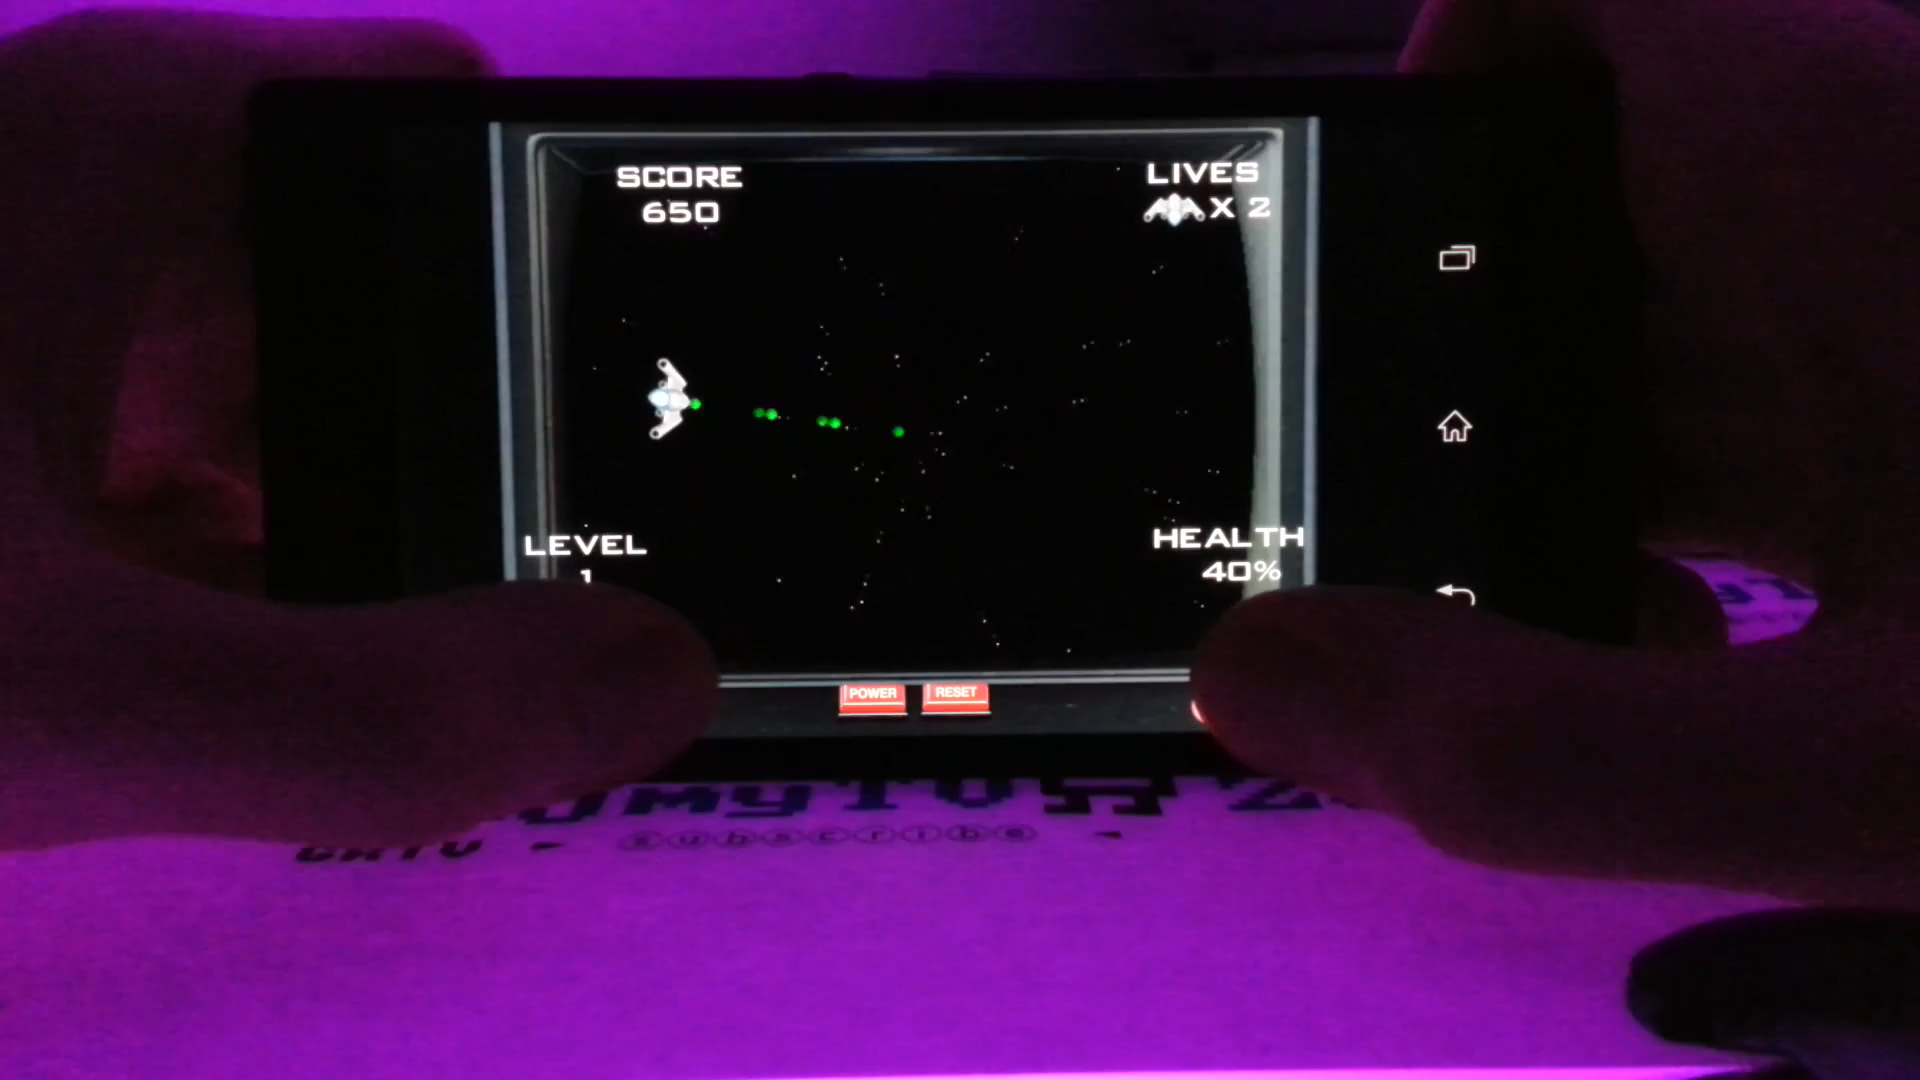 SCORE
650
LIVES
X 2
LEVEL
1
HEALTH
40%
POWER
RESET
subscribe